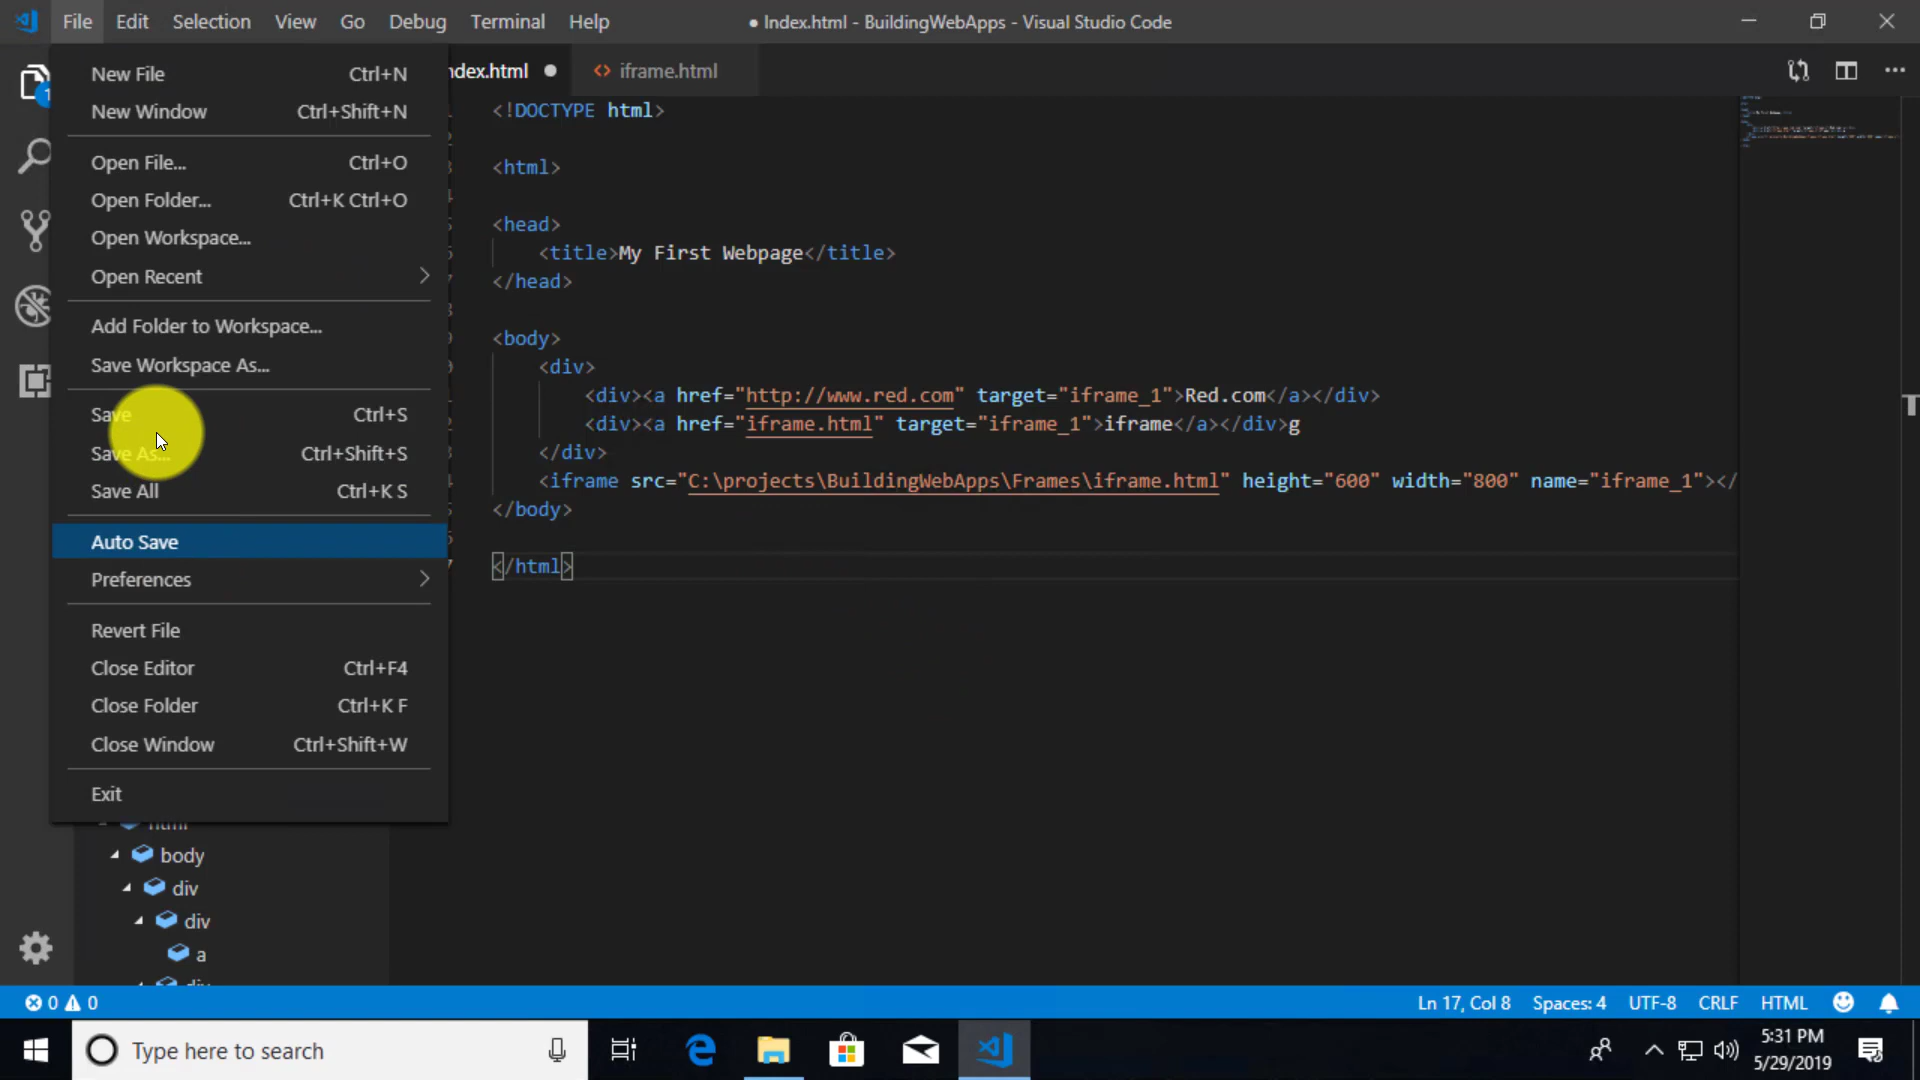 File Edit Selection View Go Debug Terminal Help ● Index.html - BuildingWebApps - Visual Studio Code
New File Ctrl+N
New Window Ctrl+Shift+N
Open File... Ctrl+O
Open Folder... Ctrl+K Ctrl+O
Open Workspace...
Open Recent
Add Folder to Workspace...
Save Workspace As...
Save Ctrl+S
Save As... Ctrl+Shift+S
Save All Ctrl+K S
Auto Save
Preferences
Revert File
Close Editor Ctrl+F4
Close Folder Ctrl+K F
Close Window Ctrl+Shift+W
Exit
ndex.html ● <> iframe.html
<!DOCTYPE html>
<html>
<head>
<title>My First Webpage</title>
</head>
<body>
<div>
<div><a href="http://www.red.com" target="iframe_1">Red.com</a></div>
<div><a href="iframe.html" target="iframe_1">iframe</a></div>g
</div>
<iframe src="C:\projects\BuildingWebApps\Frames\iframe.html" height="600" width="800" name="iframe_1"></
</body>
</html>
html
body
div
div
a
0 0 Ln 17, Col 8 Spaces: 4 UTF-8 CRLF HTML
Type here to search
5:31 PM
5/29/2019